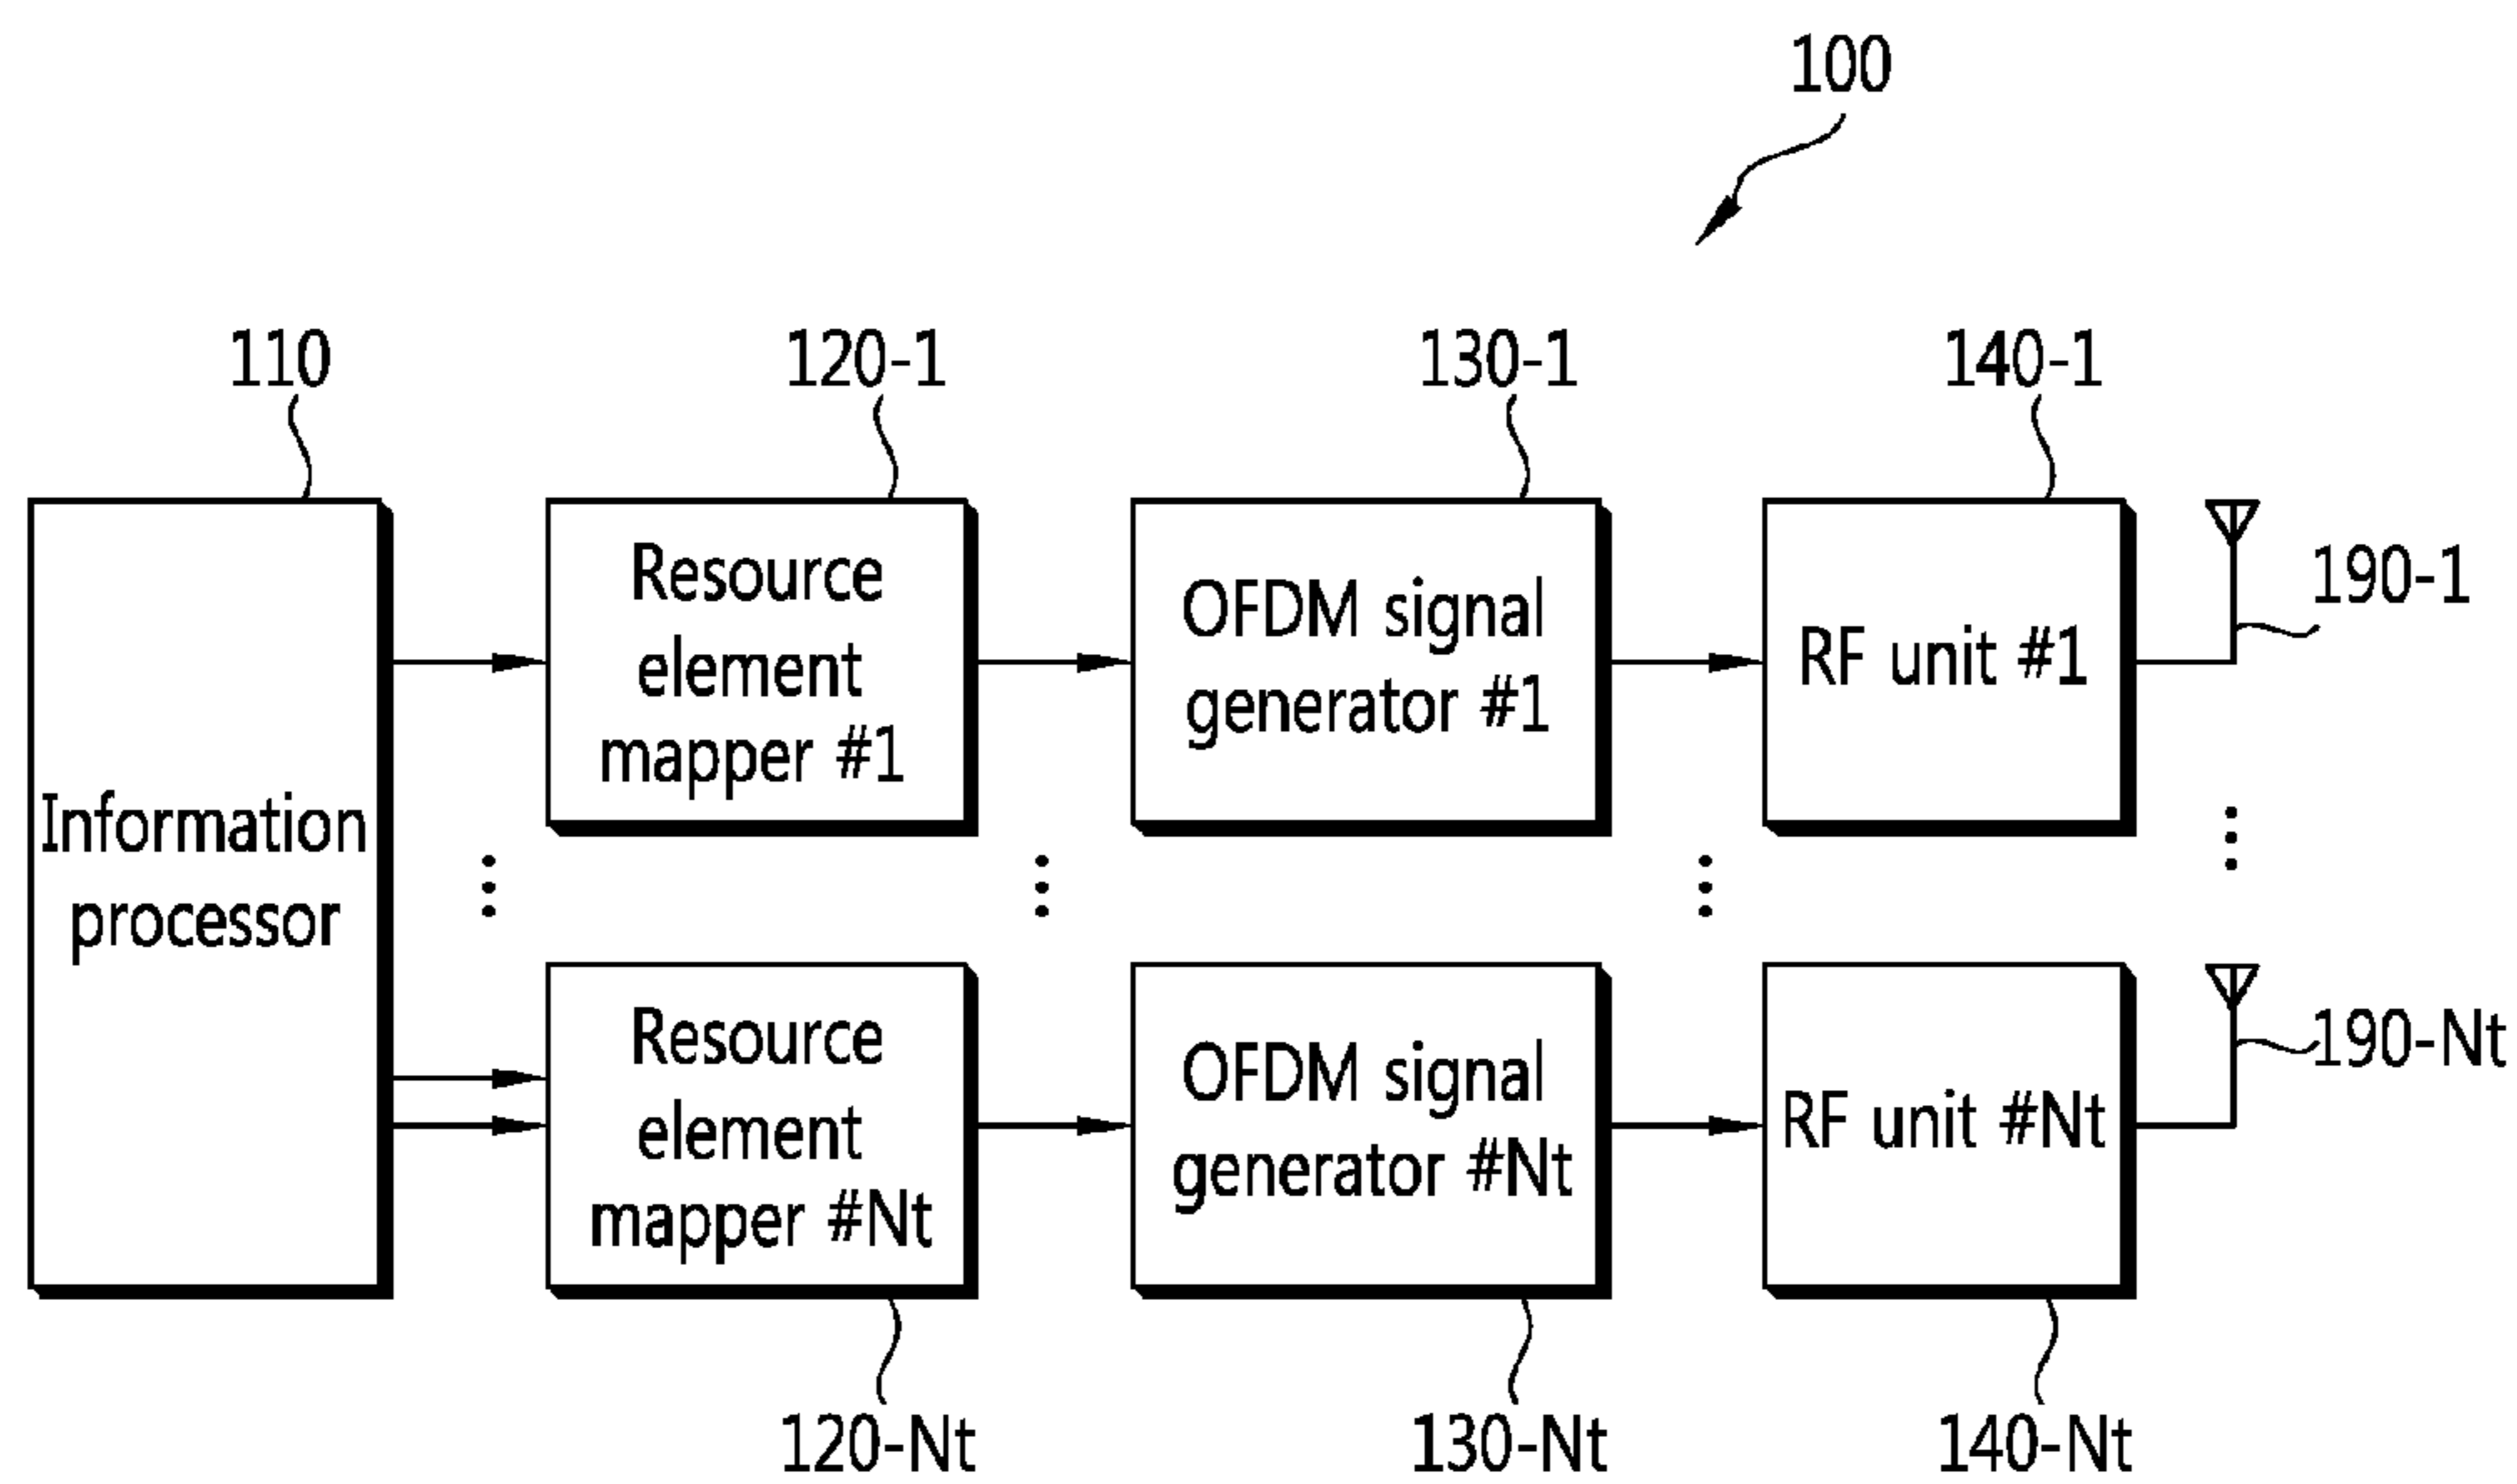 100
110
120-1
130-1
140-1
Information
processor
Resource
element
mapper #1
OFDM signal
generator #1
RF unit #1
190-1
Resource
element
mapper #Nt
OFDM signal
generator #Nt
RF unit #Nt
190-Nt
120-Nt
130-Nt
140-Nt